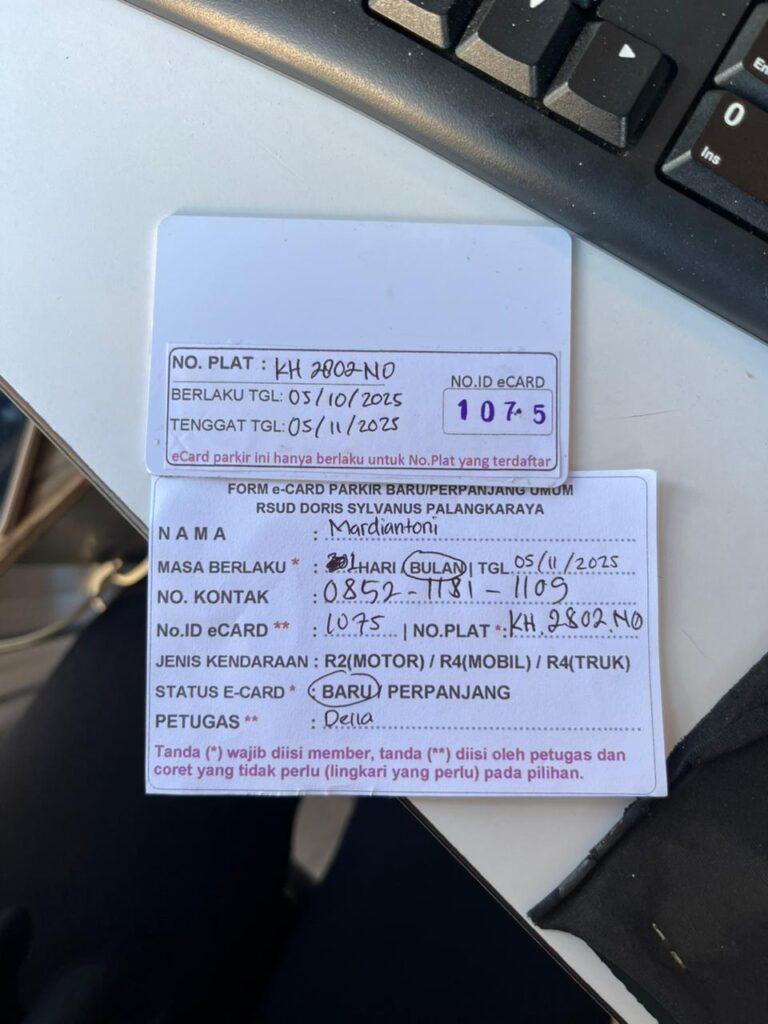 0
Ins
En
NO. PLAT : KH 2802 NO
BERLAKU TGL: 05/10/2025
TENGGAT TGL: 05/11/2025
NO.ID eCARD
1075
eCard parkir ini hanya berlaku untuk No.Plat yang terdaftar
FORM e-CARD PARKIR BARU/PERPANJANG UMUM
RSUD DORIS SYLVANUS PALANGKARAYA
NAMA : Mardiantoni
MASA BERLAKU * : 1 HARI / BULAN | TGL 05/11/2025
NO. KONTAK : 0852-1181-1109
No.ID eCARD ** : 1075 | NO.PLAT * : KH.2802.NO
JENIS KENDARAAN : R2(MOTOR) / R4(MOBIL) / R4(TRUK)
STATUS E-CARD * : BARU / PERPANJANG
PETUGAS ** : Della
Tanda (*) wajib diisi member, tanda (**) diisi oleh petugas dan
coret yang tidak perlu (lingkari yang perlu) pada pilihan.